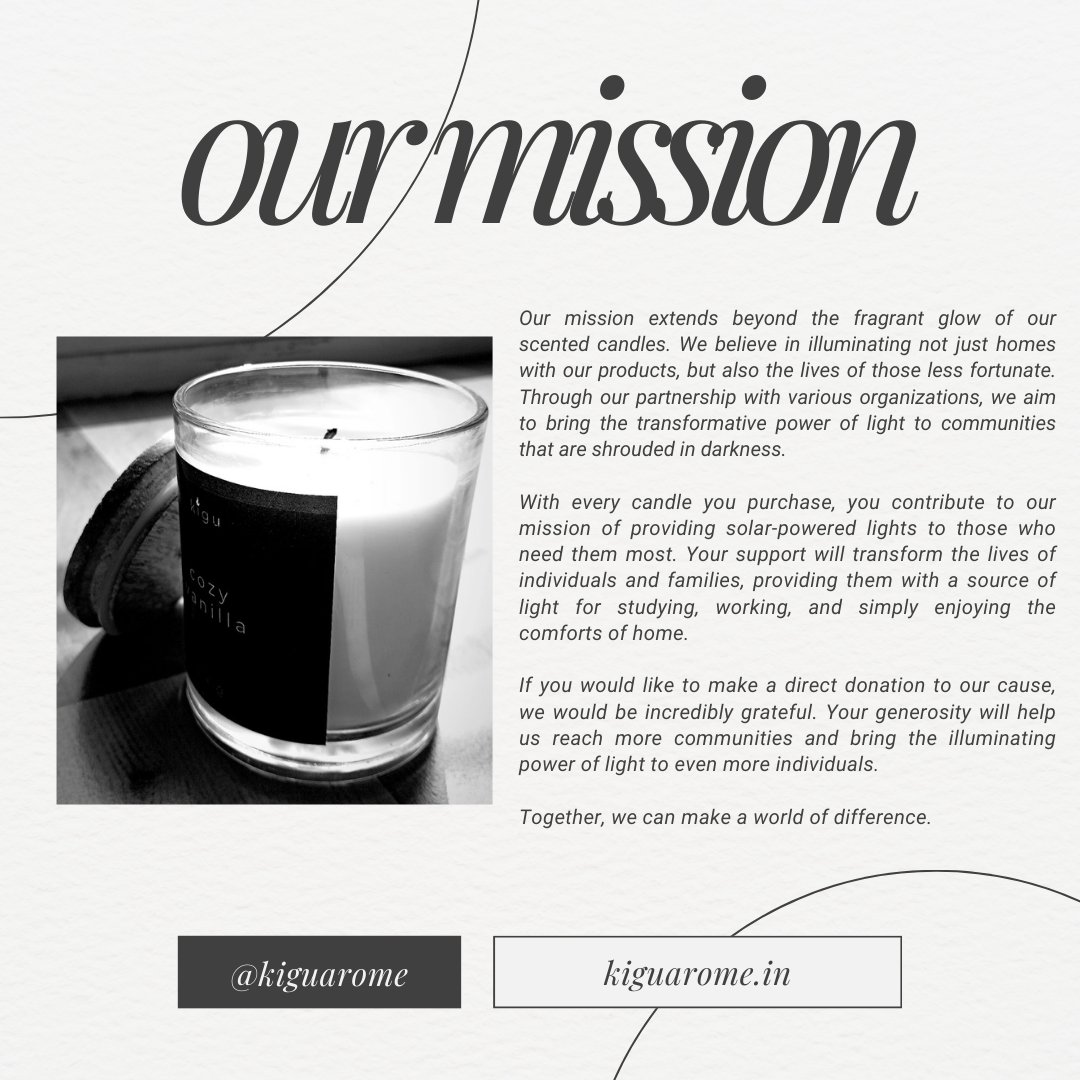 our mission
Our mission extends beyond the fragrant glow of our
scented candles. We believe in illuminating not just homes
with our products, but also the lives of those less fortunate.
Through our partnership with various organizations, we aim
to bring the transformative power of light to communities
that are shrouded in darkness.
With every candle you purchase, you contribute to our
mission of providing solar-powered lights to those who
need them most. Your support will transform the lives of
individuals and families, providing them with a source of
light for studying, working, and simply enjoying the
comforts of home.
If you would like to make a direct donation to our cause,
we would be incredibly grateful. Your generosity will help
us reach more communities and bring the illuminating
power of light to even more individuals.
Together, we can make a world of difference.
kigu
cozy
vanilla
@kiguarome
kiguarome.in